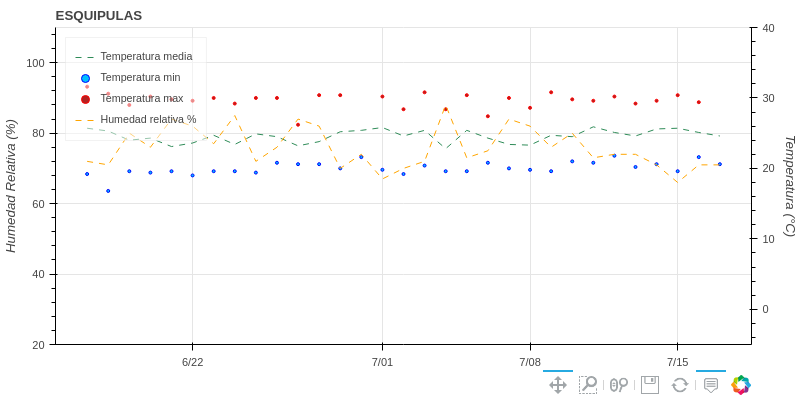 ESQUIPULAS
Temperatura media
Temperatura min
Temperatura max
Humedad relativa %
Humedad Relativa (%)
100
80
60
40
20
Temperatura (°C)
40
30
20
10
0
6/22
7/01
7/08
7/15